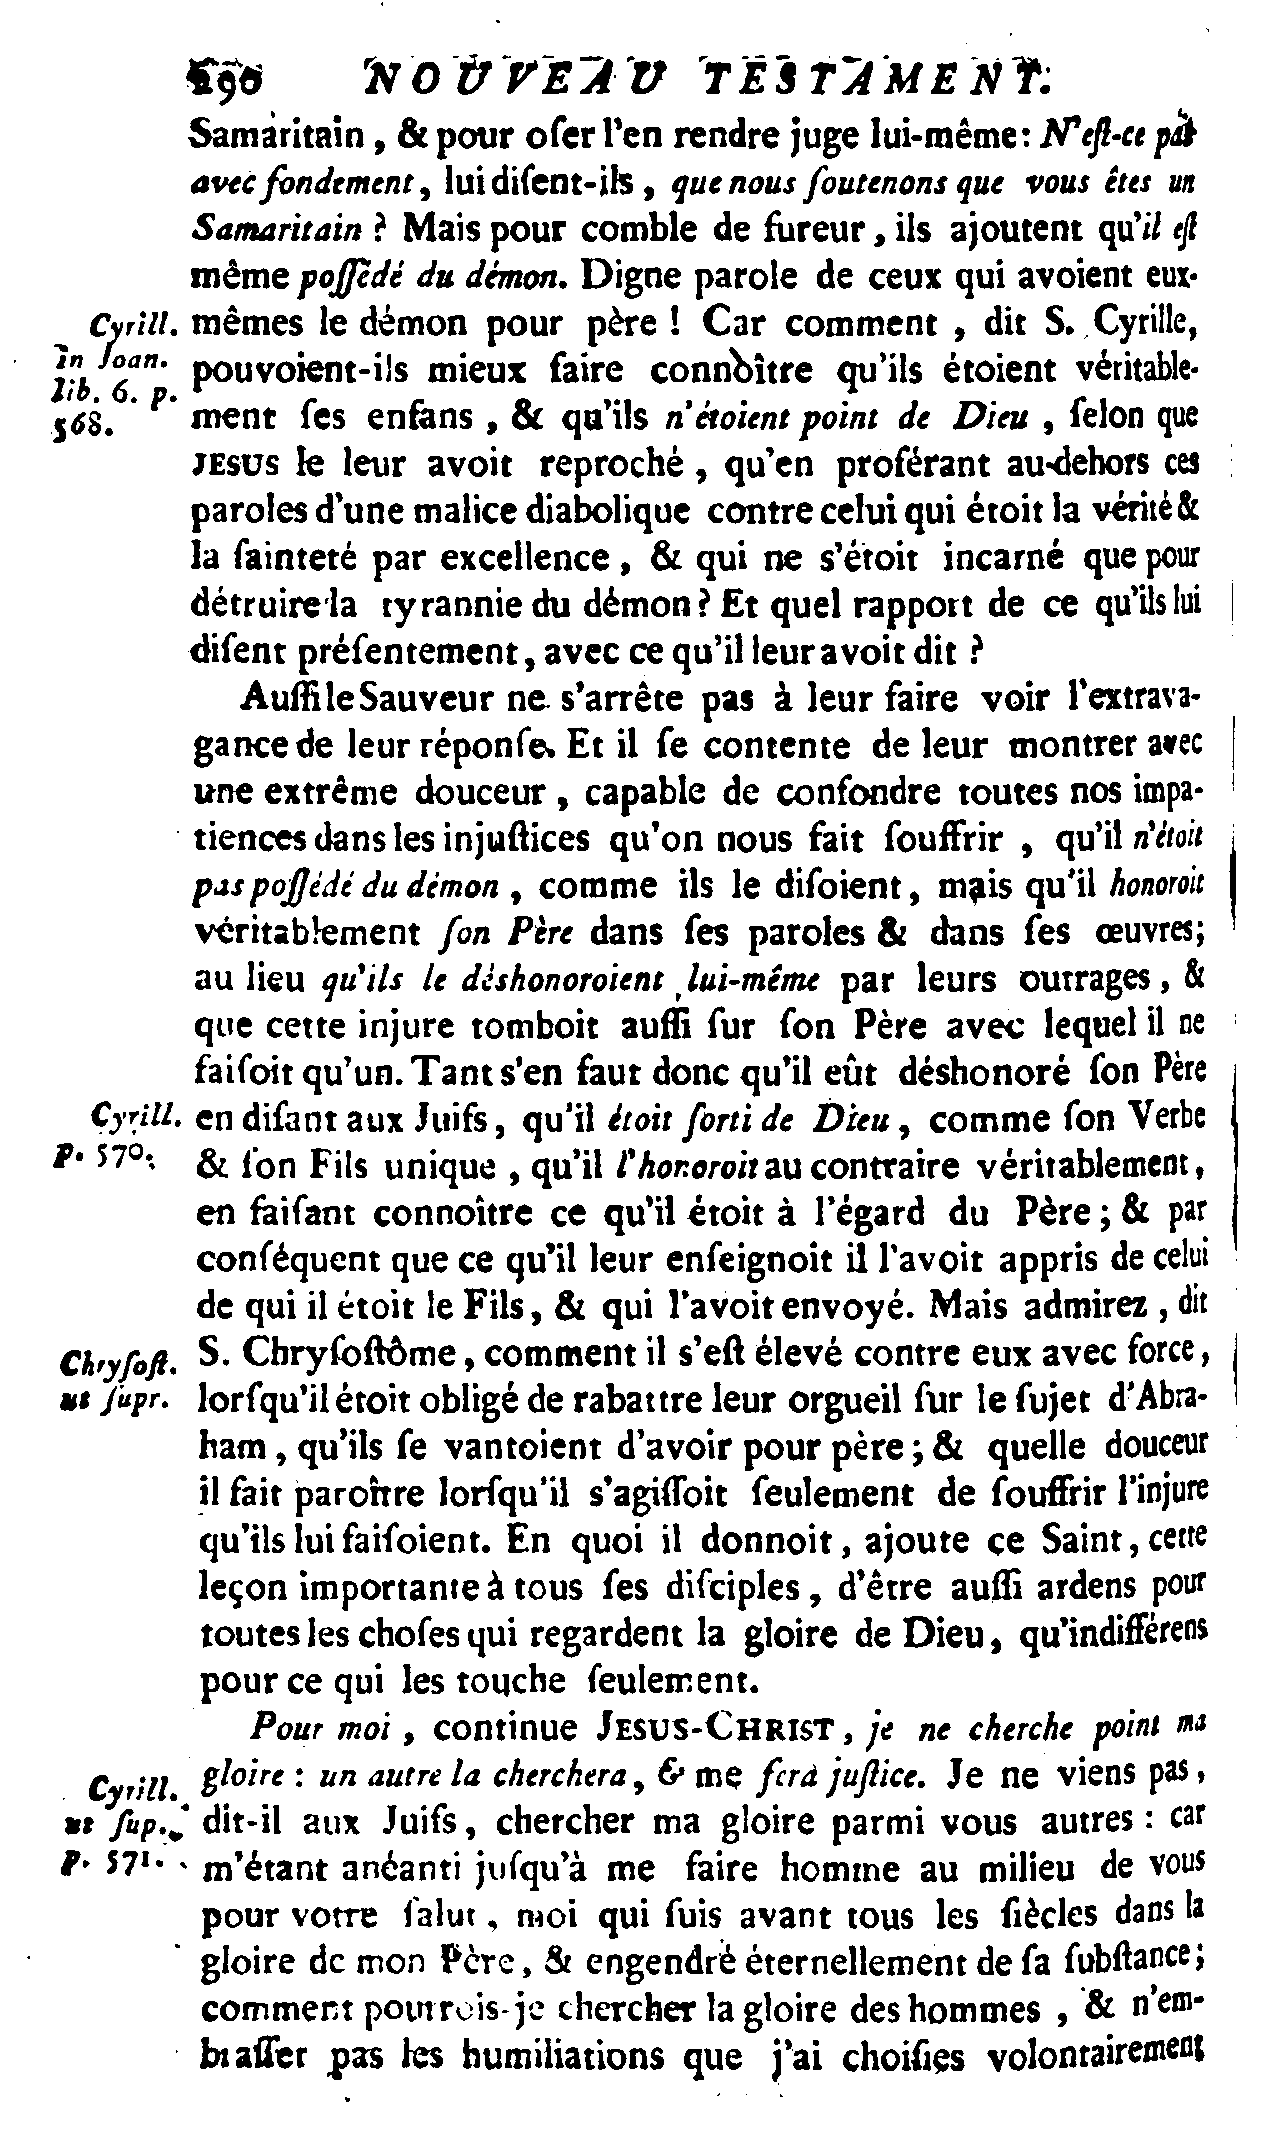 290 NOUVEAU TESTAMENT.
Samaritain, & pour oſer l'en rendre juge lui-même: N'eſt-ce pas
avec fondement, lui diſent-ils, que nous ſoutenons que vous êtes un
Samaritain? Mais pour comble de fureur, ils ajoutent qu'il eſt
même poſſédé du démon. Digne parole de ceux qui avoient eux-
Cyrill. mêmes le démon pour père! Car comment, dit S. Cyrille,
in Joan. pouvoient-ils mieux faire connoître qu'ils étoient véritable-
lib. 6. p.
568. ment ſes enfans, & qu'ils n'étoient point de Dieu, ſelon que
JESUS le leur avoit reproché, qu'en proférant au-dehors ces
paroles d'une malice diabolique contre celui qui étoit la vérité &
la ſainteté par excellence, & qui ne s'étoit incarné que pour
détruire la tyrannie du démon? Et quel rapport de ce qu'ils lui
diſent préſentement, avec ce qu'il leur avoit dit?
Auſſi le Sauveur ne s'arrête pas à leur faire voir l'extrava-
gance de leur réponſe. Et il ſe contente de leur montrer avec
une extrême douceur, capable de confondre toutes nos impa-
tiences dans les injuſtices qu'on nous fait ſouffrir, qu'il n'étoit
pas poſſédé du démon, comme ils le diſoient, mais qu'il honoroit
véritablement ſon Père dans ſes paroles & dans ſes œuvres;
au lieu qu'ils le déshonoroient lui-même par leurs outrages, &
que cette injure tomboit auſſi ſur ſon Père avec lequel il ne
faiſoit qu'un. Tant s'en faut donc qu'il eût déshonoré ſon Père
Cyrill. en diſant aux Juifs, qu'il étoit ſorti de Dieu, comme ſon Verbe
p. 570. & ſon Fils unique, qu'il l'honoroit au contraire véritablement,
en faiſant connoître ce qu'il étoit à l'égard du Père; & par
conſéquent que ce qu'il leur enſeignoit il l'avoit appris de celui
de qui il étoit le Fils, & qui l'avoit envoyé. Mais admirez, dit
Chryſoſt. S. Chryſoſtôme, comment il s'eſt élevé contre eux avec force,
ut ſupr. lorſqu'il étoit obligé de rabattre leur orgueil ſur le ſujet d'Abra-
ham, qu'ils ſe vantoient d'avoir pour père; & quelle douceur
il fait paroître lorſqu'il s'agiſſoit ſeulement de ſouffrir l'injure
qu'ils lui faiſoient. En quoi il donnoit, ajoute ce Saint, cette
leçon importante à tous ſes diſciples, d'être auſſi ardens pour
toutes les choſes qui regardent la gloire de Dieu, qu'indifférens
pour ce qui les touche ſeulement.
Pour moi, continue JESUS-CHRIST, je ne cherche point ma
Cyrill. gloire: un autre la cherchera, & me ſera juſtice. Je ne viens pas,
ut ſup. dit-il aux Juifs, chercher ma gloire parmi vous autres: car
p. 571. m'étant anéanti juſqu'à me faire homme au milieu de vous
pour votre ſalut, moi qui ſuis avant tous les ſiècles dans la
gloire de mon Père, & engendré éternellement de ſa ſubſtance;
comment pourrois-je chercher la gloire des hommes, & n'em-
braſſer pas les humiliations que j'ai choiſies volontairement